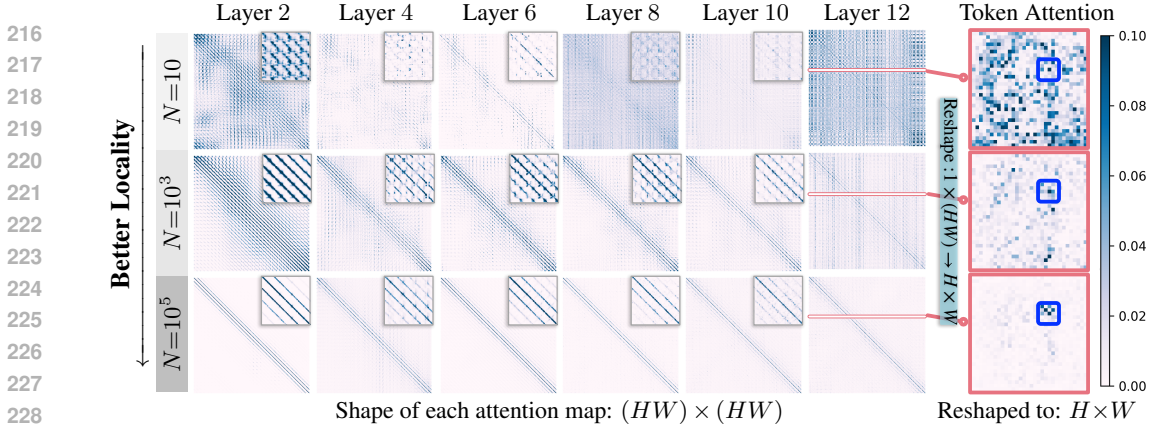 Layer 2 Layer 4 Layer 6 Layer 8 Layer 10 Layer 12 Token Attention
216
217
218
219
220
221
222
223
224
225
226
227
228
Better Locality
N=10
N=10³
N=10⁵
Reshape :1 × (HW) → H × W
0.10
0.08
0.06
0.04
0.02
0.00
Shape of each attention map: (HW) × (HW)
Reshaped to: H×W